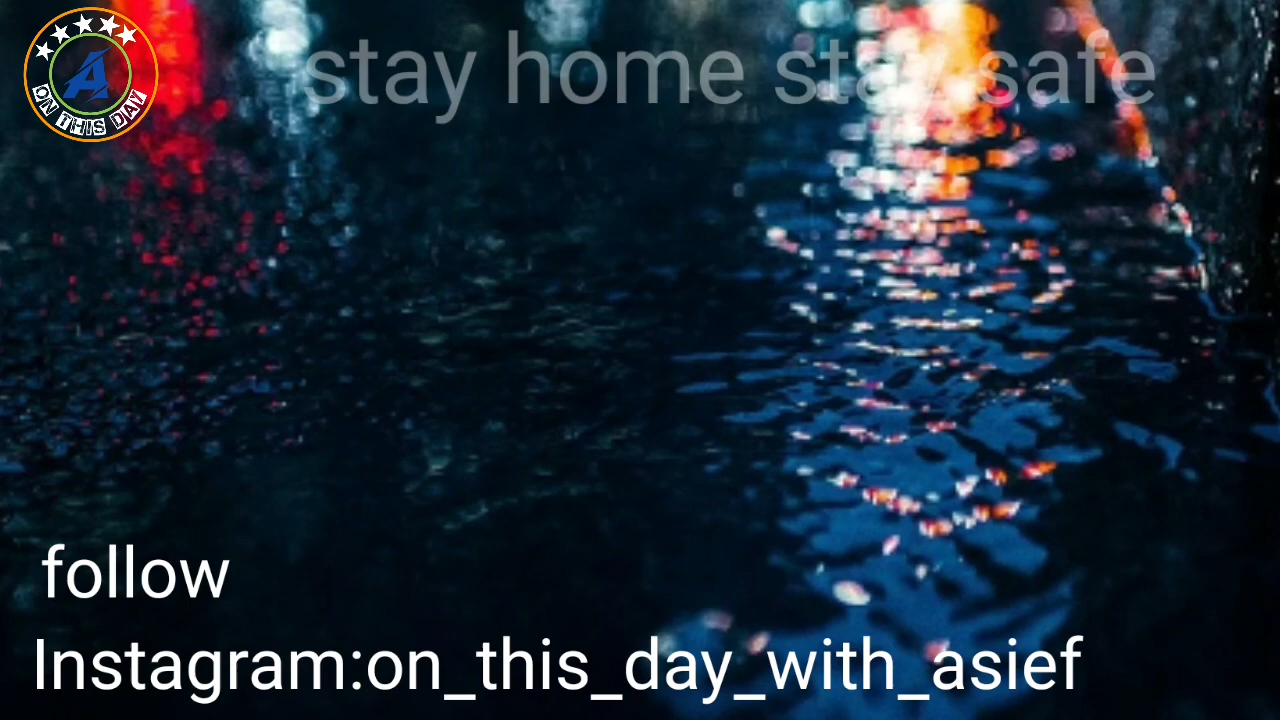 A
ON THIS DAY
stay home stay safe
follow
Instagram:on_this_day_with_asief